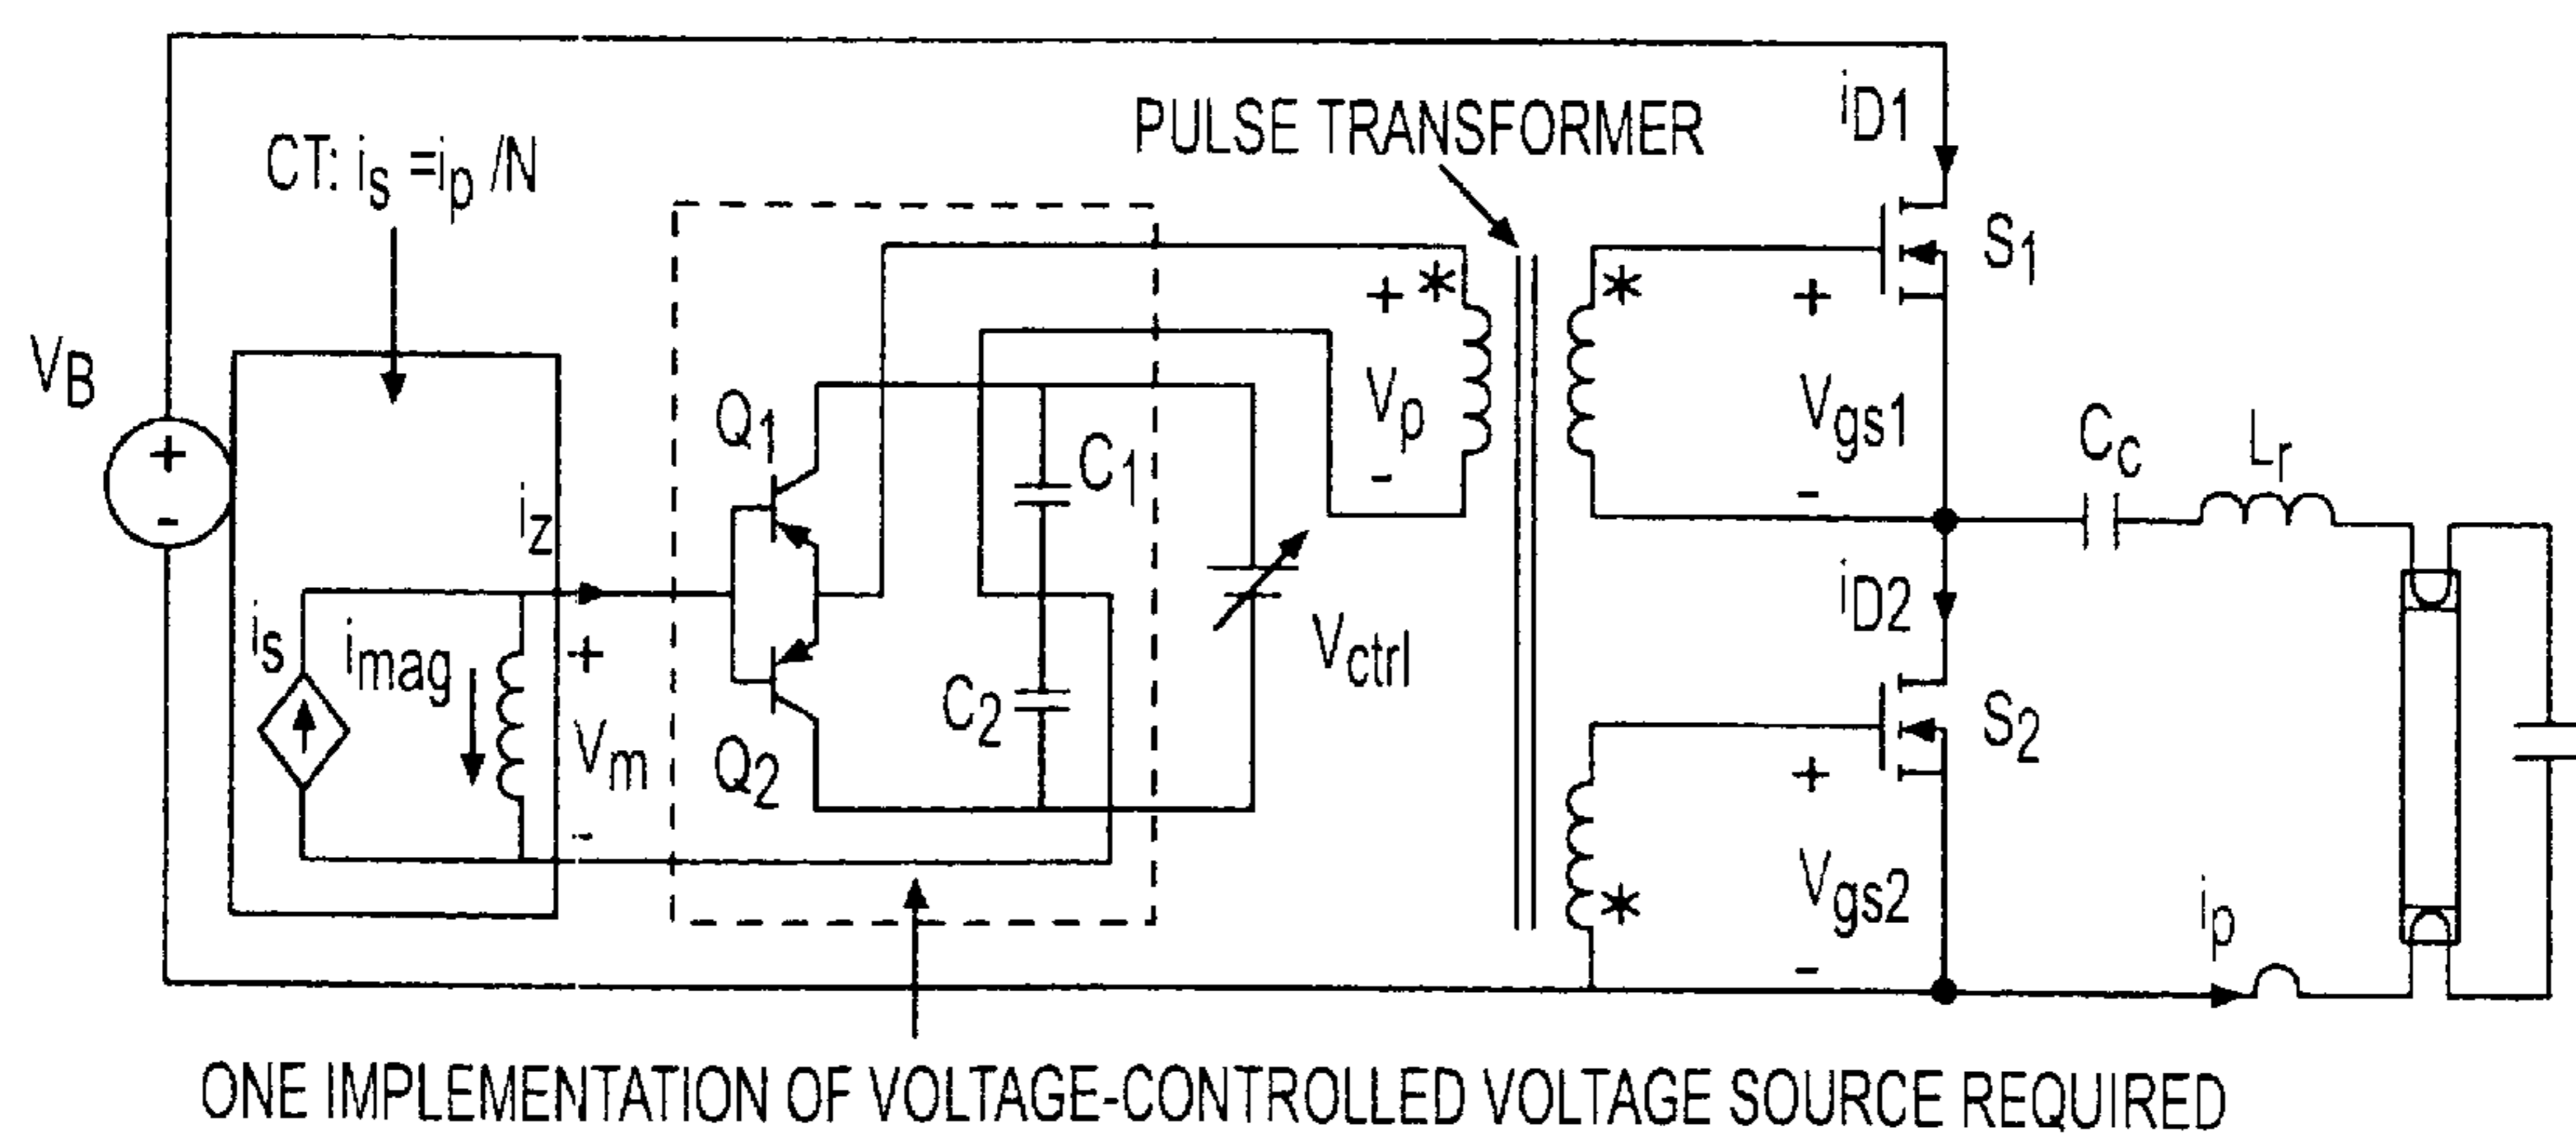 PULSE TRANSFORMER
CT: is =ip /N
iD1
S1
VB
+
-
+
*
Vp
-
*
+
Vgs1
-
Q1
C1
Cc
Lr
iz
is
imag
+
Vm
-
Q2
C2
Vctrl
iD2
S2
+
Vgs2
-
*
ip
ONE IMPLEMENTATION OF VOLTAGE-CONTROLLED VOLTAGE SOURCE REQUIRED